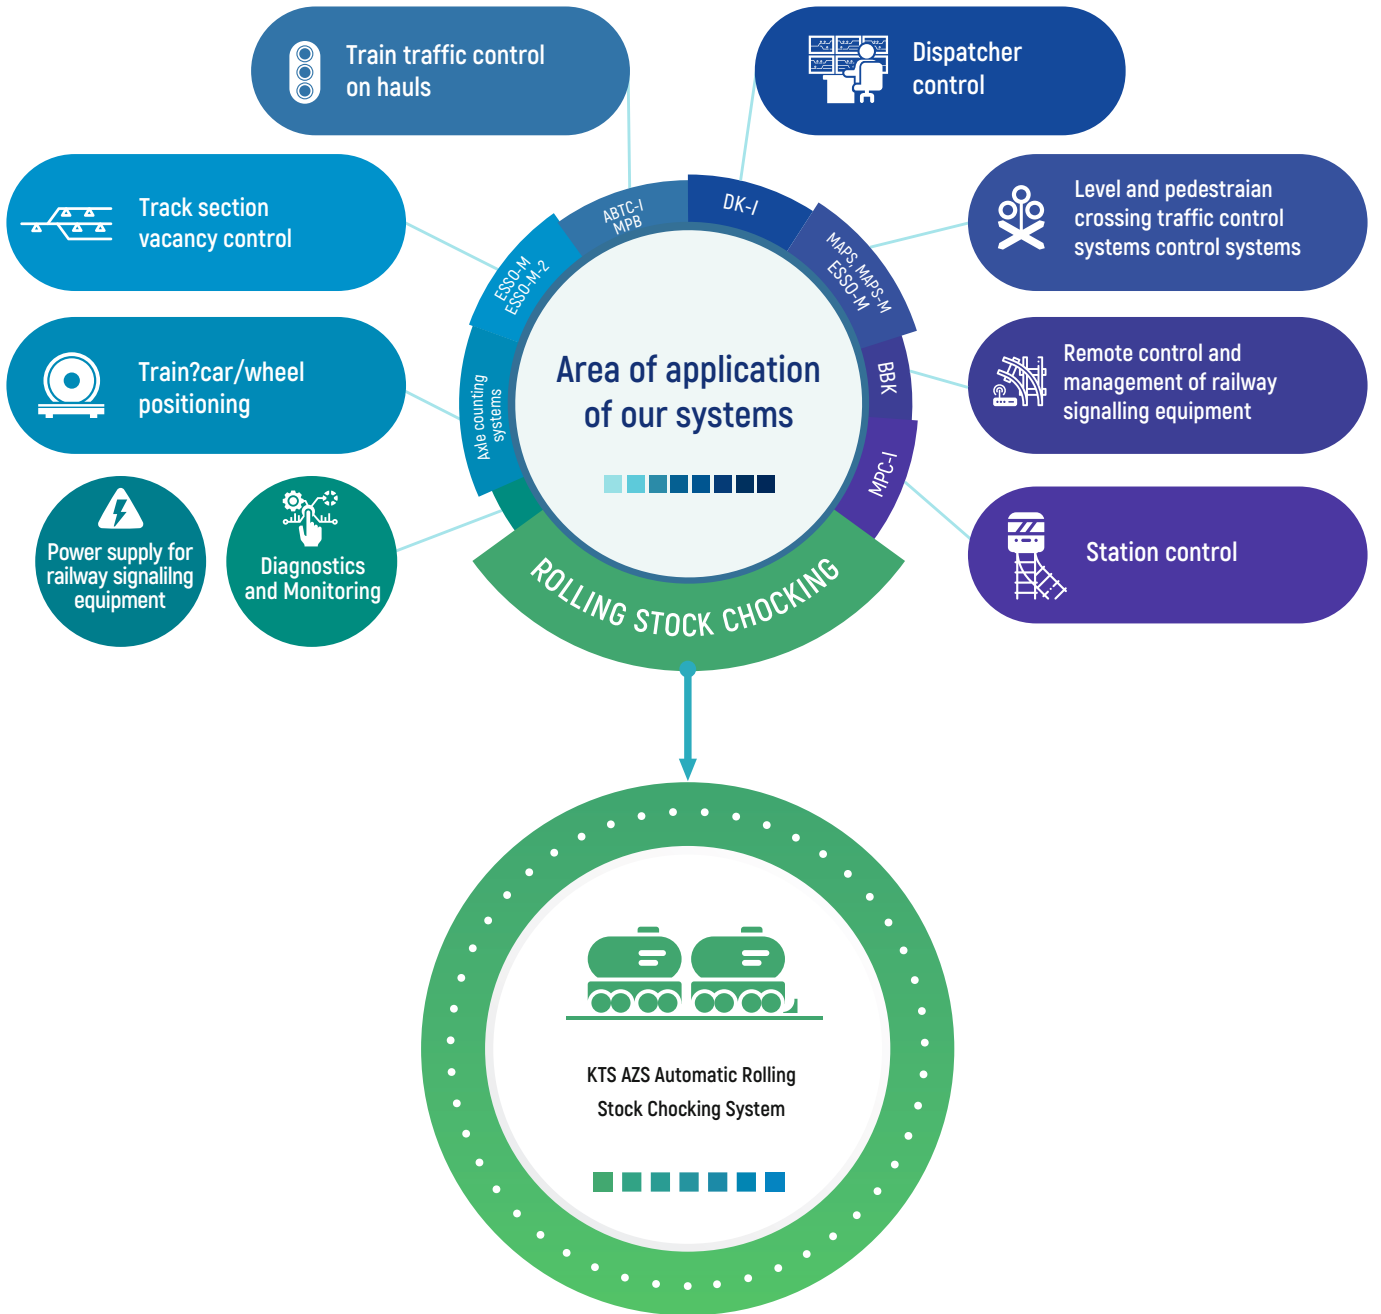 Train traffic control
on hauls
Dispatcher
control
Track section
vacancy control
Level and pedestraian
crossing traffic control
systems control systems
Train?car/wheel
positioning
Remote control and
management of railway
signalling equipment
Power supply for
railway signalilng
equipment
Diagnostics
and Monitoring
Station control
ABTC-I
MPB
DK-I
ESSO-M
ESSO-M-2
MAPS, MAPS-M
ESSO-M
Axle counting
systems
BBK
MPC-I
Area of application
of our systems
ROLLING STOCK CHOCKING
KTS AZS Automatic Rolling
Stock Chocking System